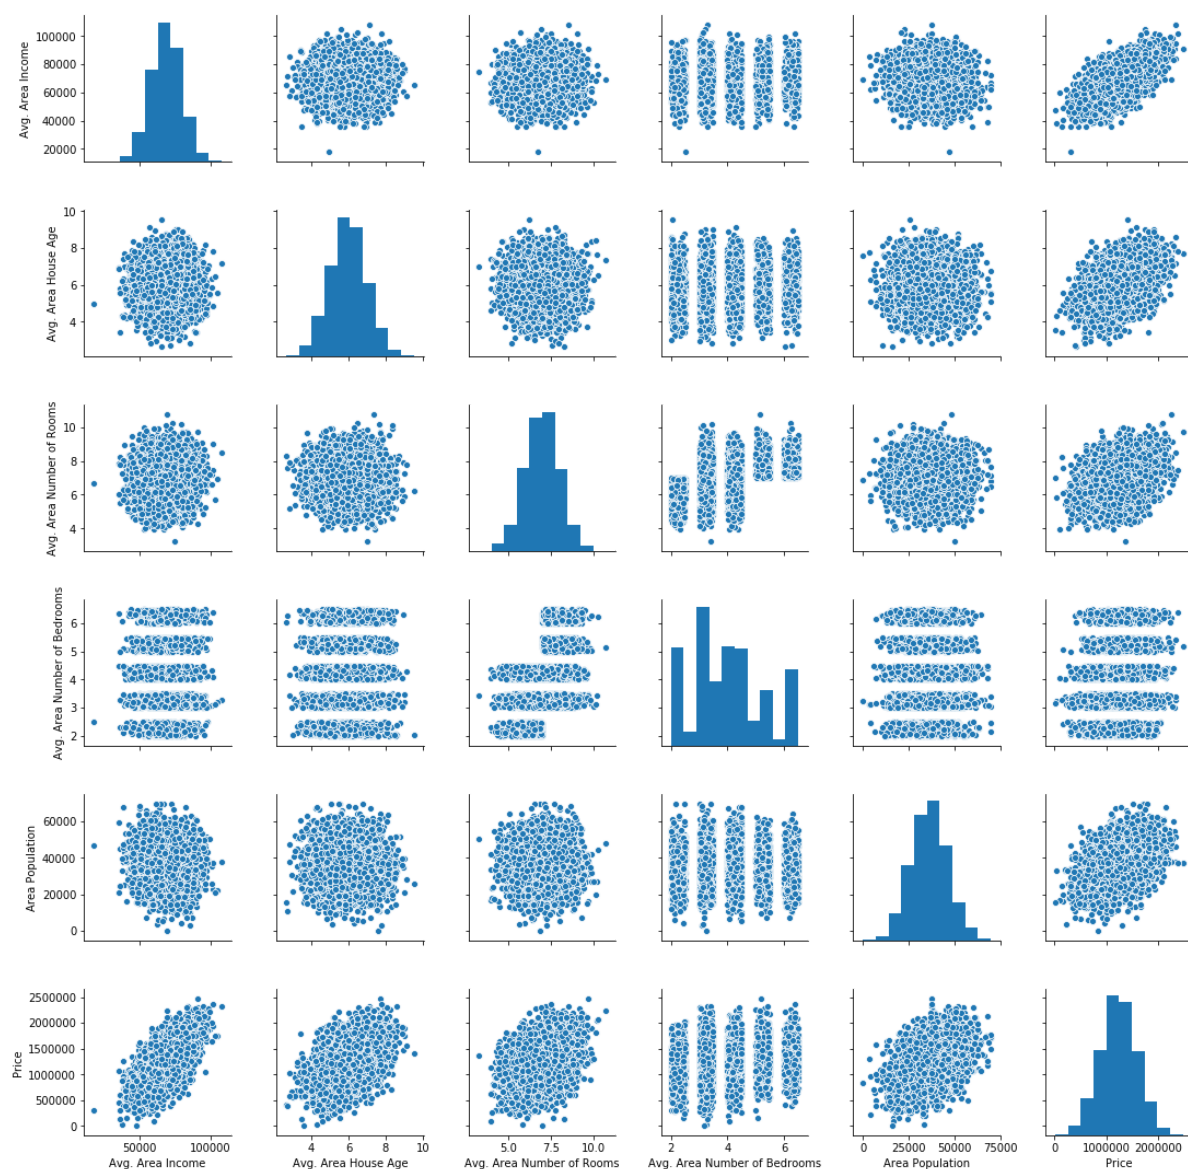 Avg. Area Income
100000
80000
60000
40000
20000
Avg. Area House Age
10
8
6
4
Avg. Area Number of Rooms
10
8
6
4
Avg. Area Number of Bedrooms
6
5
4
3
2
Area Population
60000
40000
20000
0
Price
2500000
2000000
1500000
1000000
500000
0
50000 100000
4 6 8 10
5.0 7.5 10.0
2 4 6
0 25000 50000 75000
0 1000000 2000000
Avg. Area Income
Avg. Area House Age
Avg. Area Number of Rooms
Avg. Area Number of Bedrooms
Area Population
Price